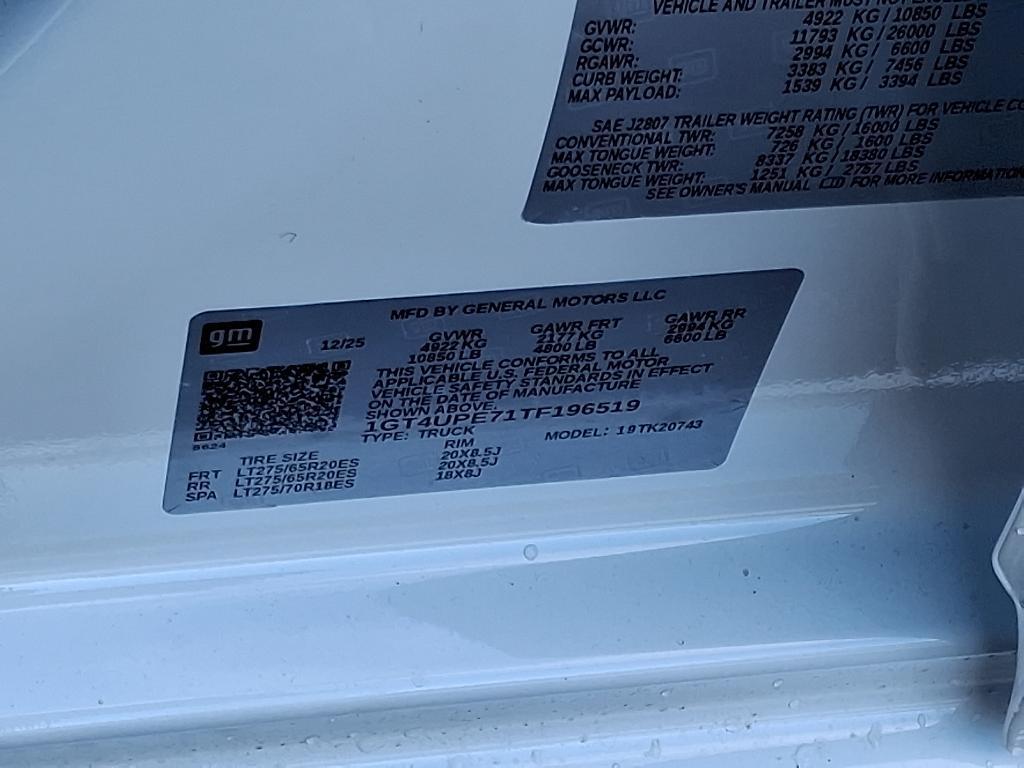 VEHICLE AND TRAILER MUST NOT EXCEED
GVWR: 4922 KG / 10850 LBS
GCWR: 11793 KG / 26000 LBS
RGAWR: 2994 KG / 6600 LBS
CURB WEIGHT: 3383 KG / 7456 LBS
MAX PAYLOAD: 1539 KG / 3394 LBS
SAE J2807 TRAILER WEIGHT RATING (TWR) FOR VEHICLE CO
CONVENTIONAL TWR: 7258 KG / 16000 LBS
MAX TONGUE WEIGHT: 726 KG / 1600 LBS
GOOSENECK TWR: 8337 KG / 18380 LBS
MAX TONGUE WEIGHT: 1251 KG / 2757 LBS
SEE OWNER'S MANUAL FOR MORE INFORMATION
MFD BY GENERAL MOTORS LLC
gm
12/25
GVWR GAWR FRT GAWR RR
4922 KG 2177 KG 2994 KG
10850 LB 4800 LB 6600 LB
THIS VEHICLE CONFORMS TO ALL
APPLICABLE U.S. FEDERAL MOTOR
VEHICLE SAFETY STANDARDS IN EFFECT
ON THE DATE OF MANUFACTURE
SHOWN ABOVE.
1GT4UPE71TF196519
TYPE: TRUCK MODEL: 19TK20743
8624
TIRE SIZE RIM
FRT LT275/65R20ES 20X8.5J
RR LT275/65R20ES 20X8.5J
SPA LT275/70R18ES 18X8J